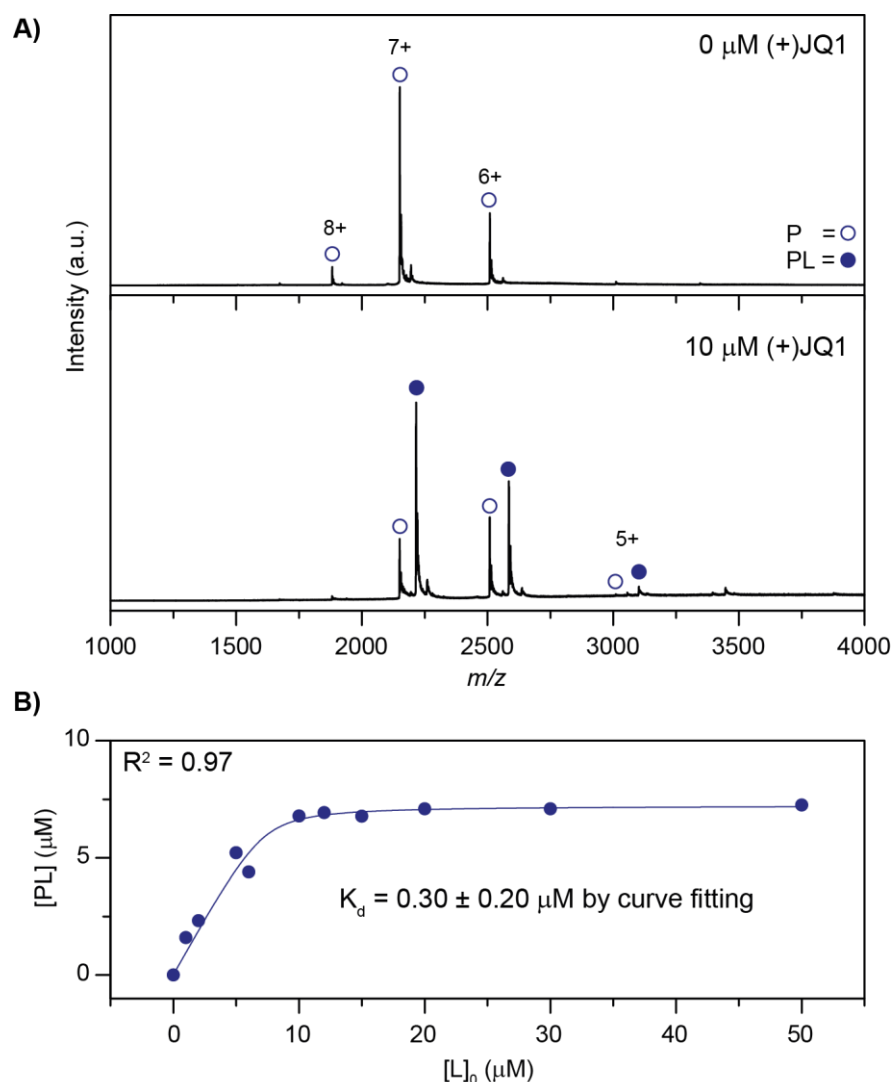 A)
0 μM (+)JQ1
7+
6+
8+
P = 
PL = 
Intensity (a.u.)
10 μM (+)JQ1
5+
1000 1500 2000 2500 3000 3500 4000
m/z
B)
10
R² = 0.97
5
[PL] (μM)
K_d = 0.30 ± 0.20 μM by curve fitting
0
0 10 20 30 40 50
[L]₀ (μM)